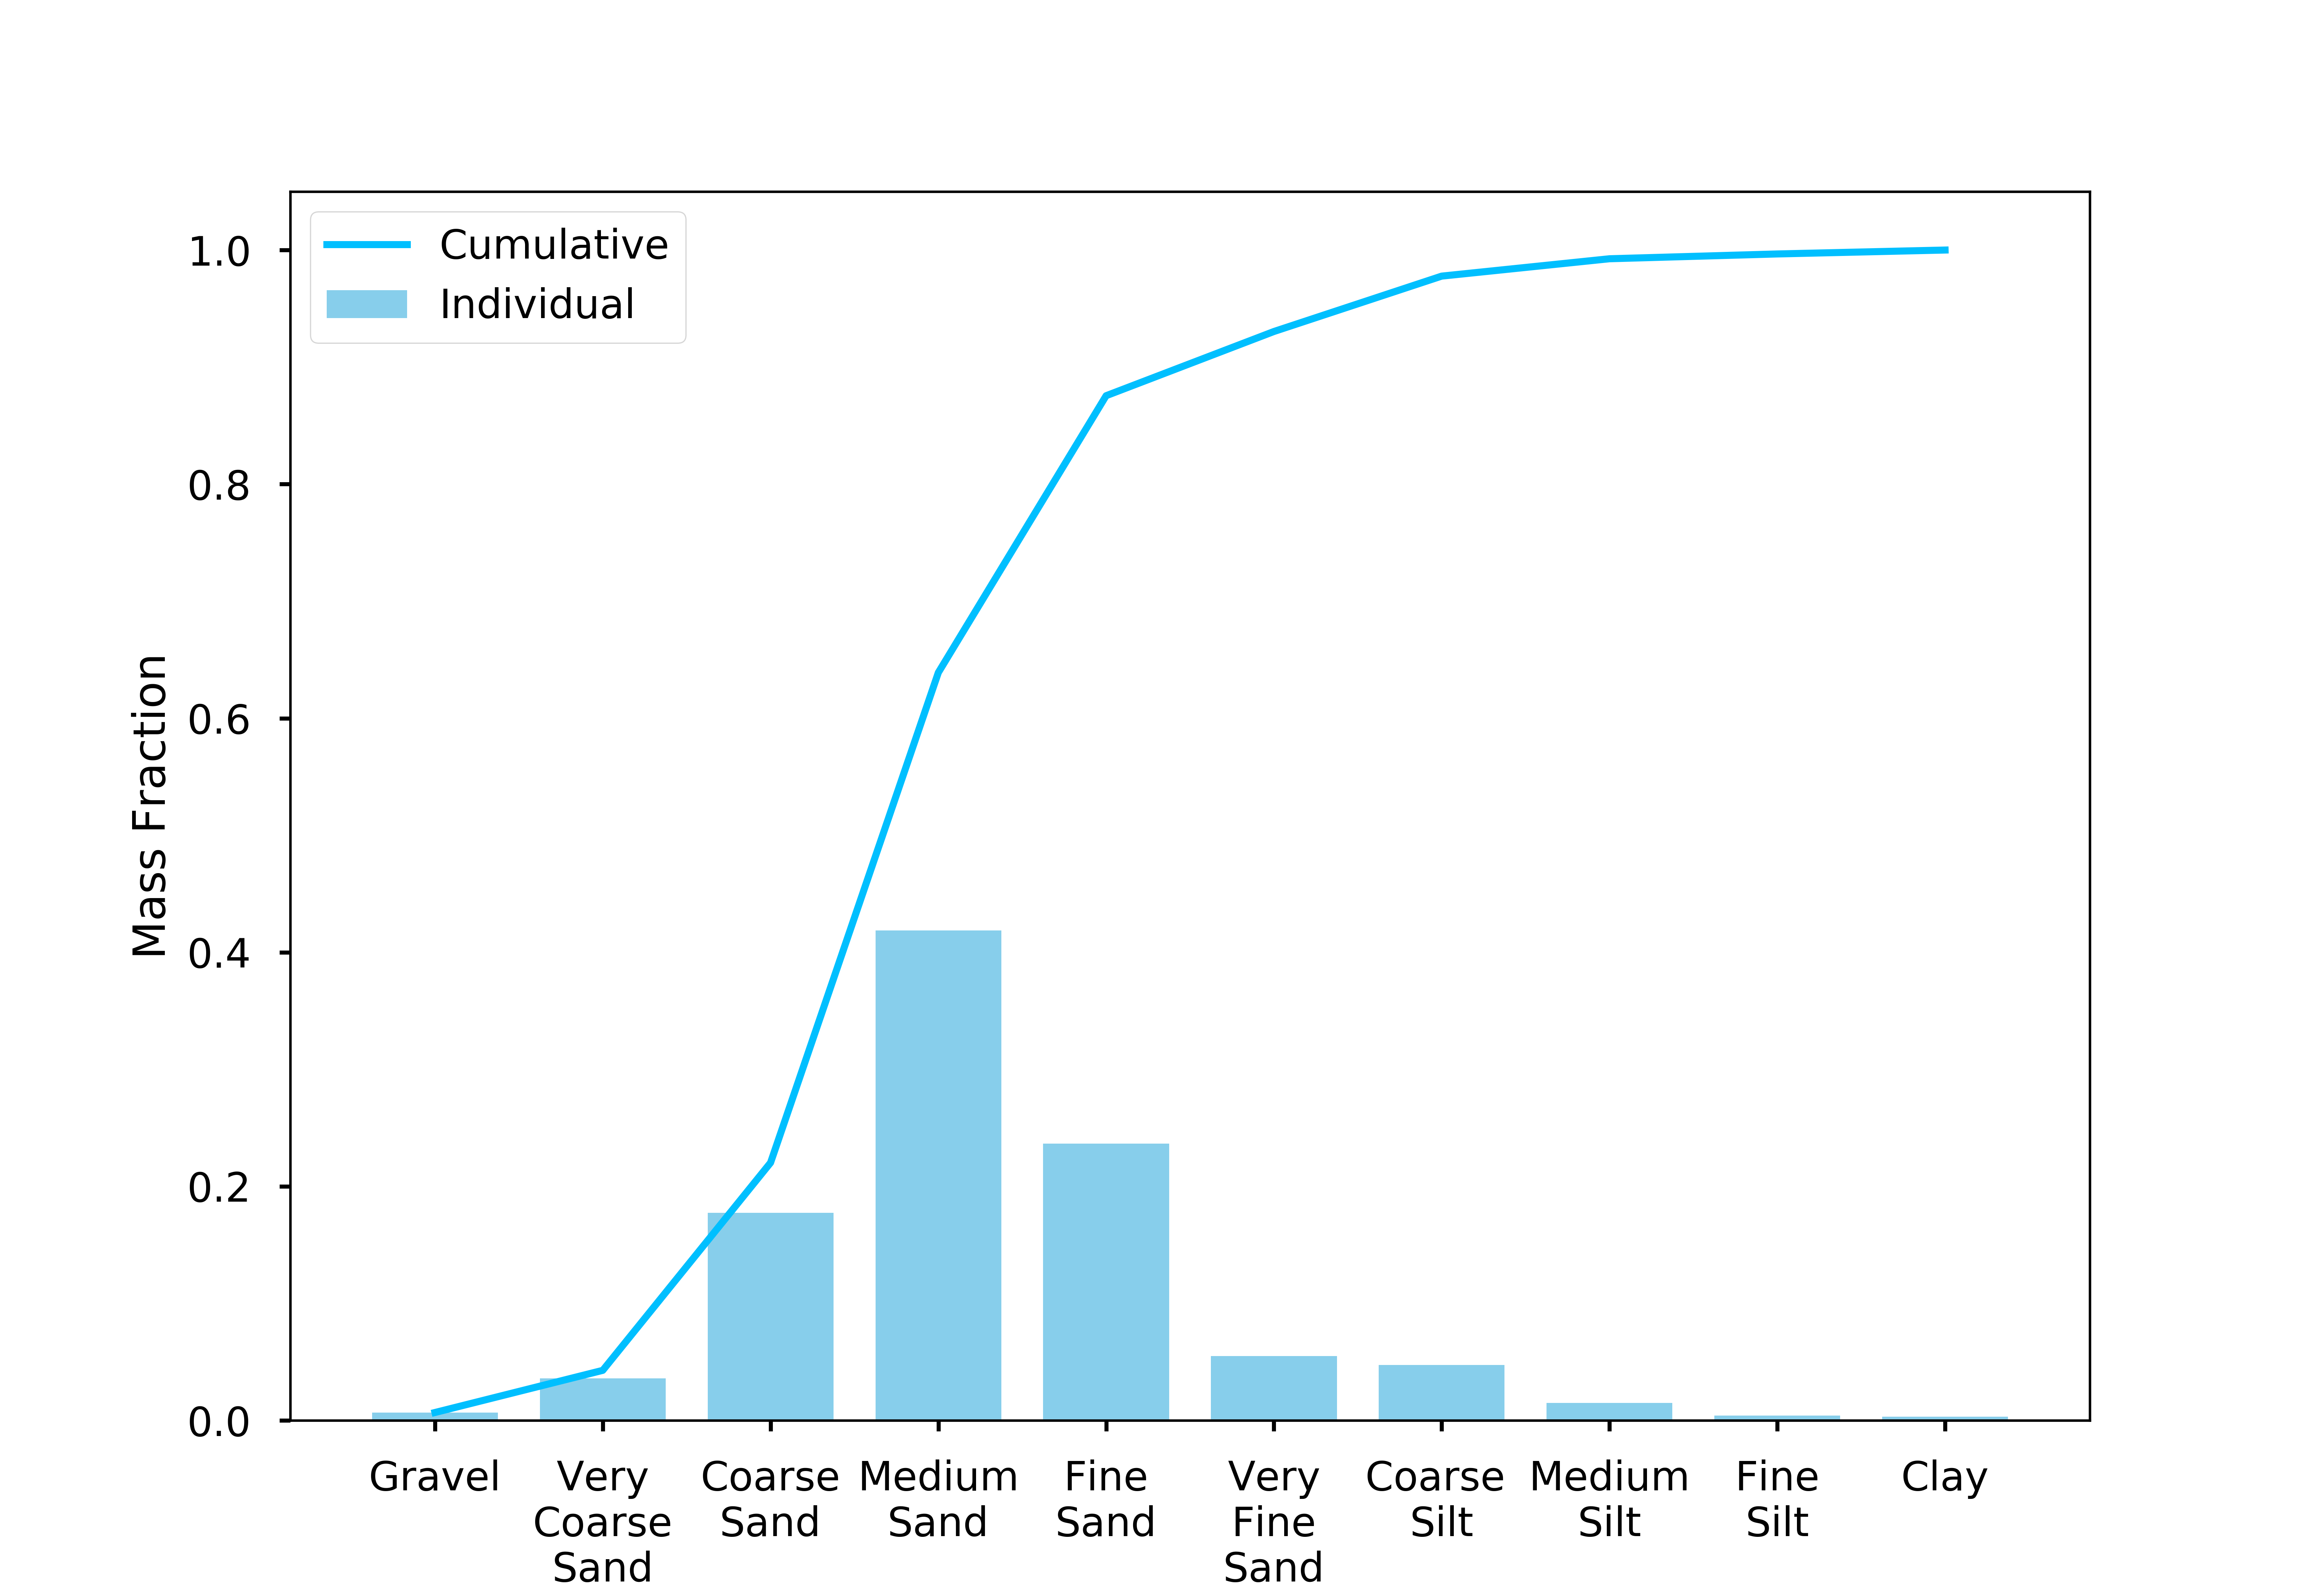 Cumulative
Individual
1.0
0.8
0.6
0.4
0.2
0.0
Mass Fraction
Gravel
Very
Coarse
Sand
Coarse
Sand
Medium
Sand
Fine
Sand
Very
Fine
Sand
Coarse
Silt
Medium
Silt
Fine
Silt
Clay